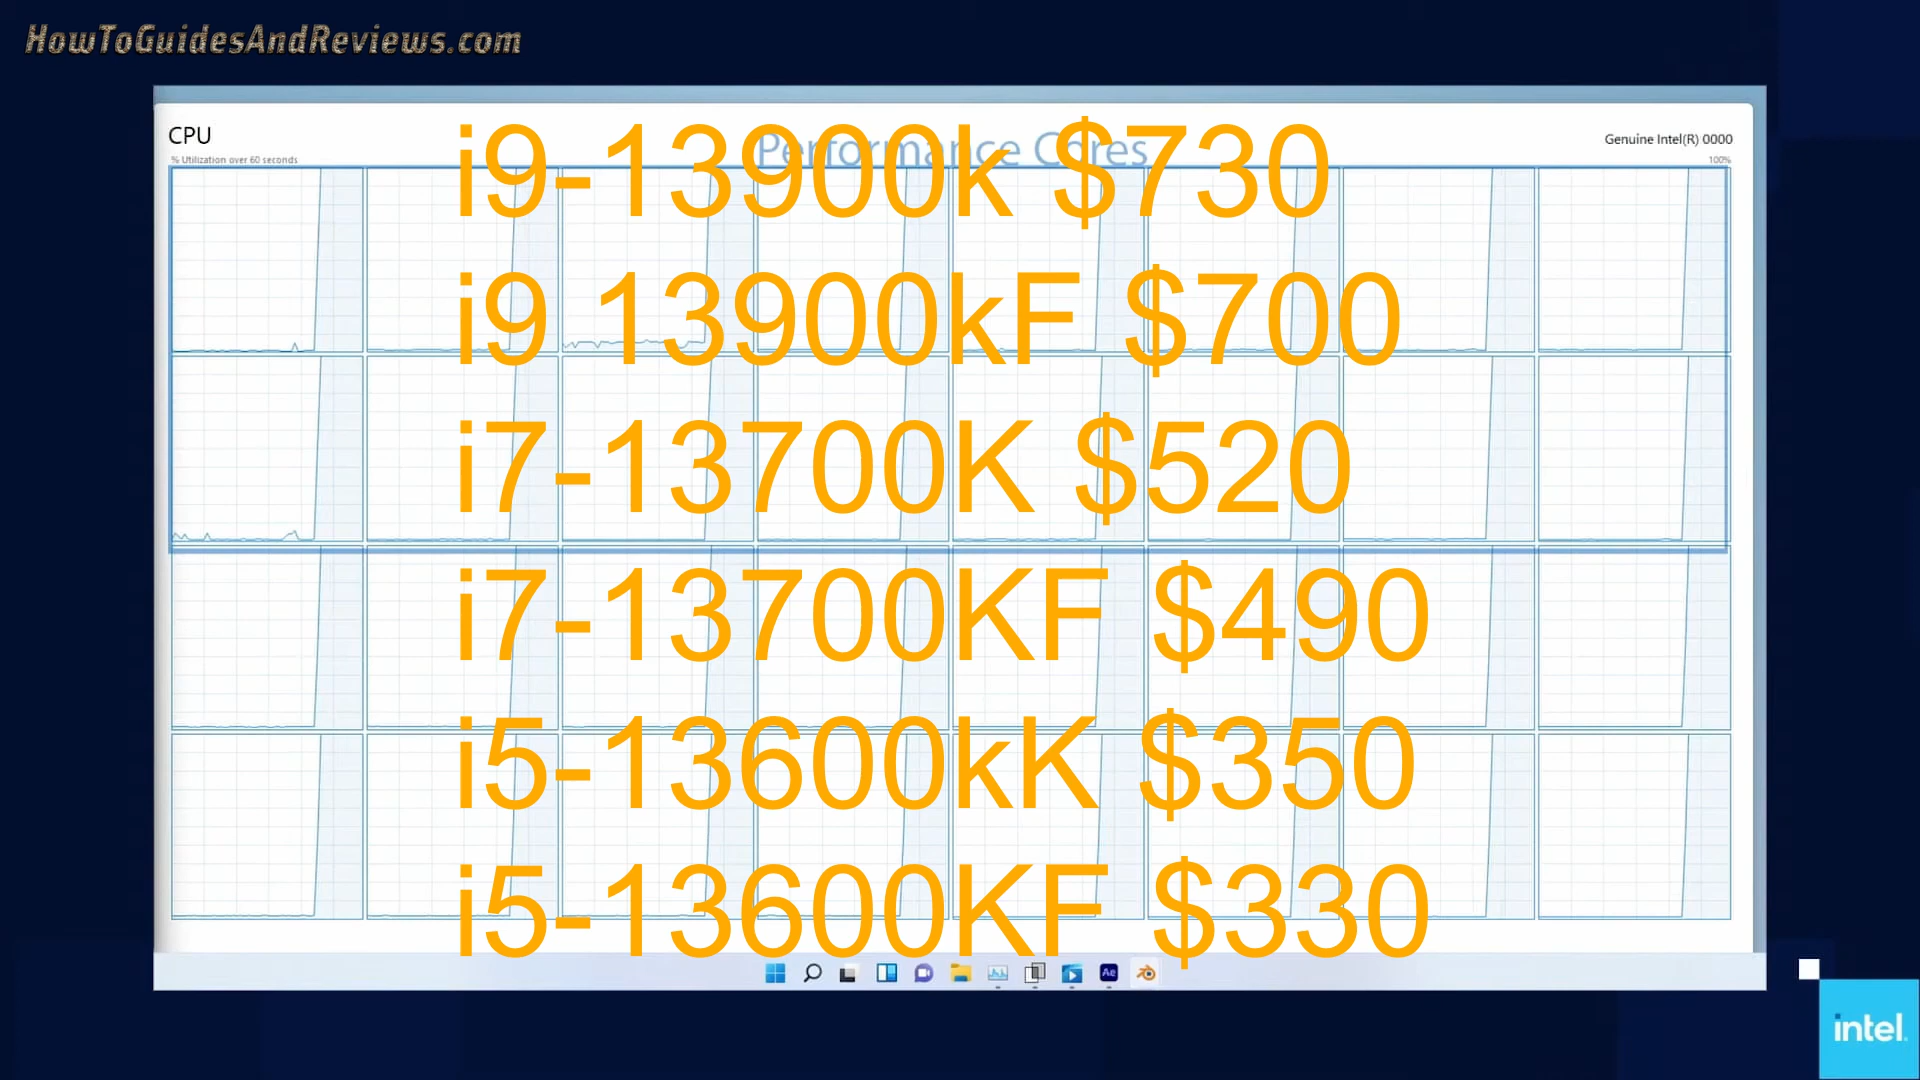 HowToGuidesAndReviews.com
CPU
Performance Cores
Genuine Intel(R) 0000
% Utilization over 60 seconds
100%
i9-13900k $730
i9 13900kF $700
i7-13700K $520
i7-13700KF $490
i5-13600kK $350
i5-13600KF $330
Ae
intel.